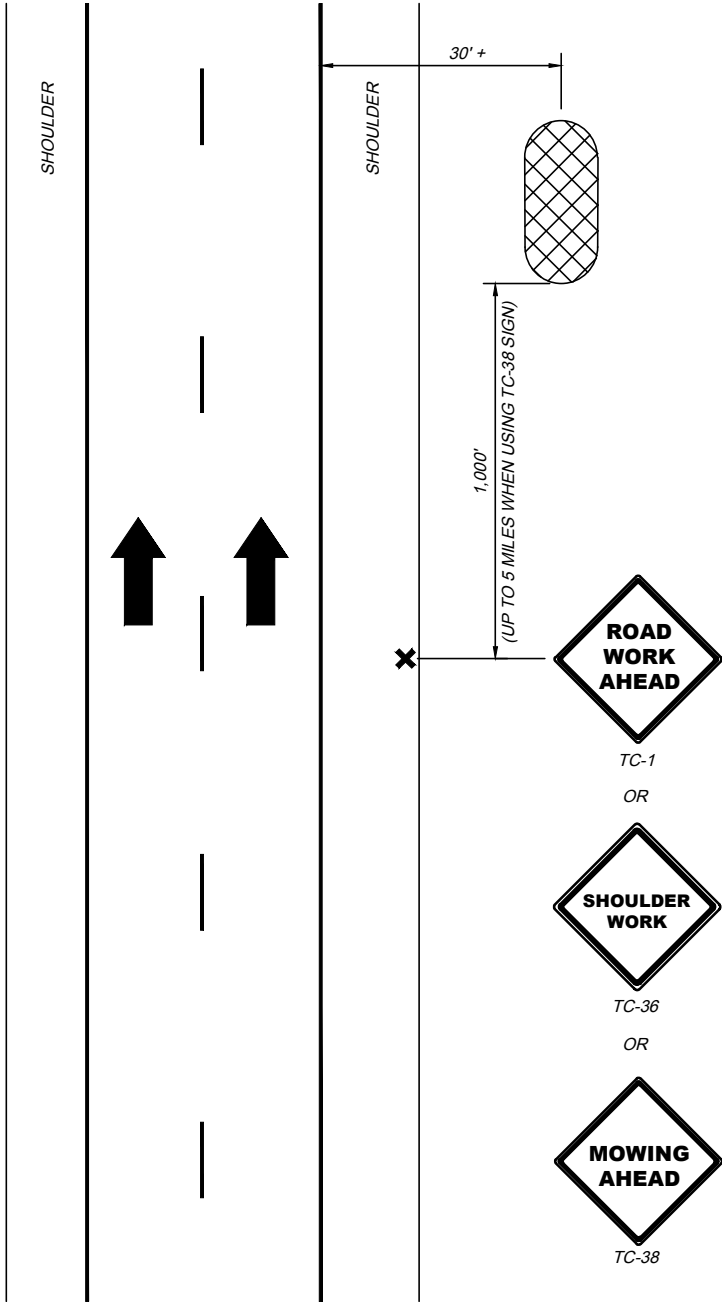 30' +
SHOULDER
SHOULDER
1,000'
(UP TO 5 MILES WHEN USING TC-38 SIGN)
ROAD
WORK
AHEAD
TC-1
OR
SHOULDER
WORK
TC-36
OR
MOWING
AHEAD
TC-38